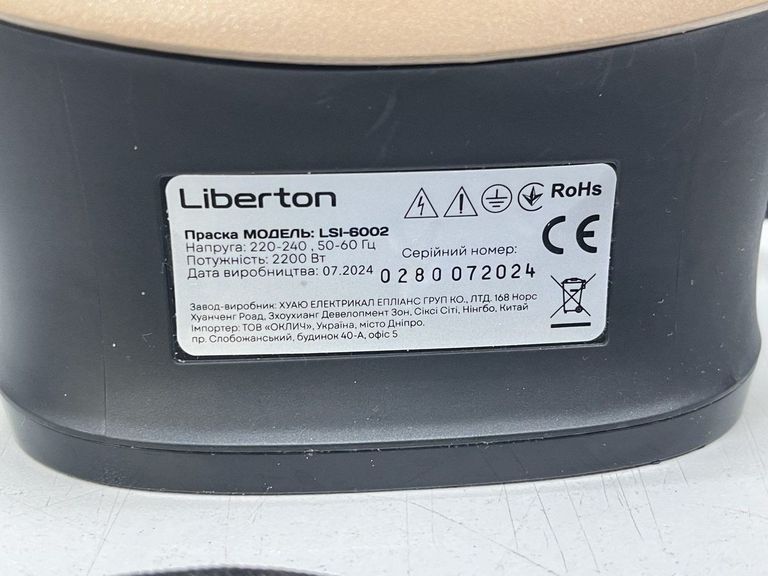 Liberton
RoHS
Праска МОДЕЛЬ: LSI-6002
Напруга: 220-240 , 50-60 Гц
Потужність: 2200 Вт
Дата виробництва: 07.2024
Серійний номер:
0280072024
CE
Завод-виробник: ХУАЮ ЕЛЕКТРИКАЛ ЕПЛІАНС ГРУП КО., ЛТД. 168 Норс
Хуанченг Роад, Зхоухианг Девелопмент Зон, Сіксі Сіті, Нінгбо, Китай
Імпортер: ТОВ «ОКЛИЧ», Україна, місто Дніпро.
пр. Слобожанський, будинок 40-А, офіс 5